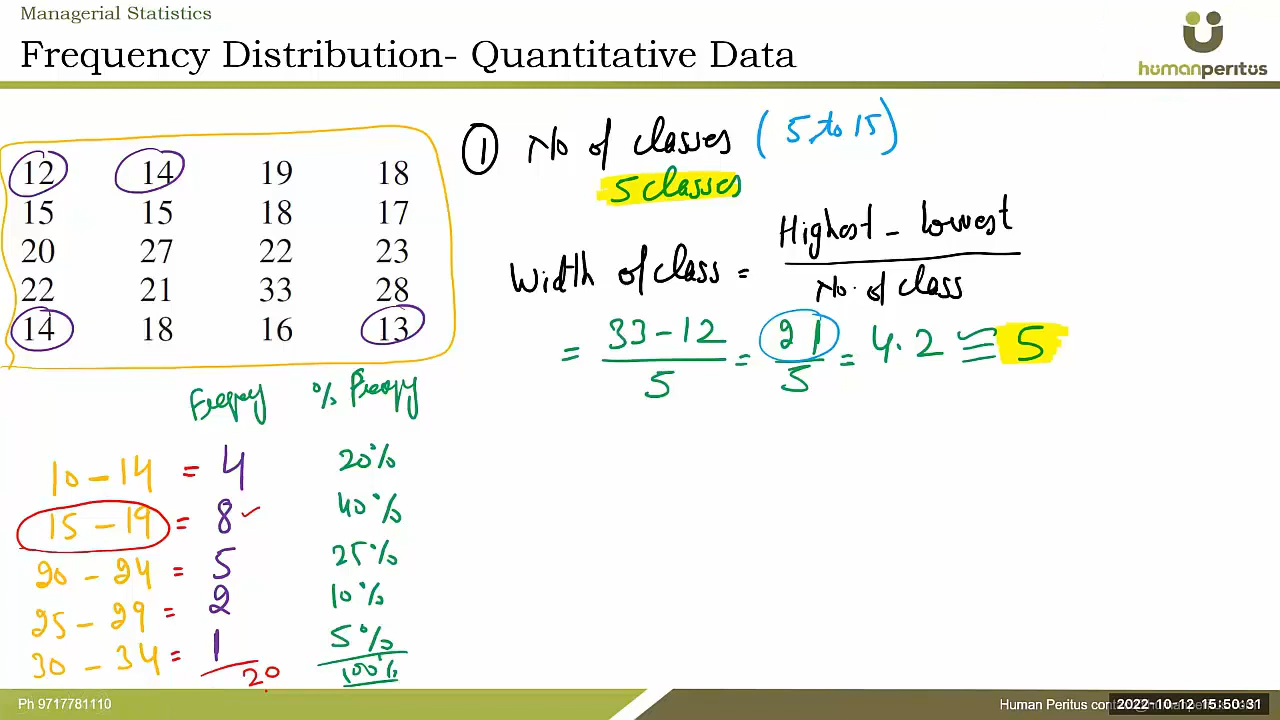 Managerial Statistics
Frequency Distribution- Quantitative Data
humanperitus
12 14 19 18
15 15 18 17
20 27 22 23
22 21 33 28
14 18 16 13
① No of classes (5 to 15)
5 classes
Width of class = Highest - lowest
No. of class
= 33 - 12 / 5 = 21 / 5 = 4.2 ≅ 5
%
10 - 14 = 4 20%
15 - 19 = 8 ✓ 40%
20 - 24 = 5 25%
25 - 29 = 2 10%
30 - 34 = 1 5%
20 100%
Ph 9717781110
Human Peritus
2022-10-12 15:50:31